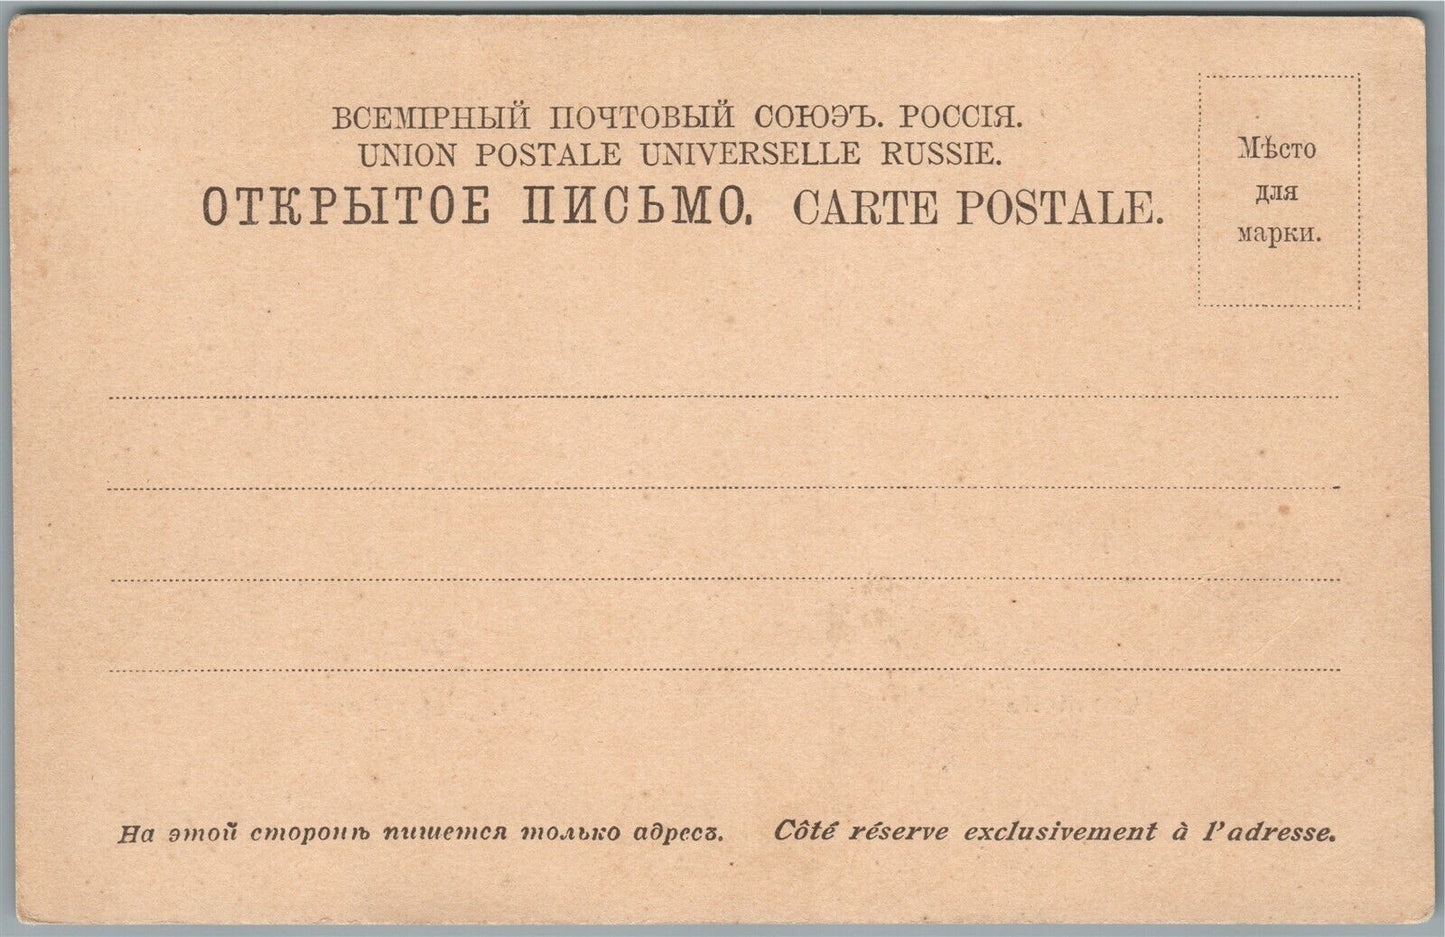 ВСЕМІРНЫЙ ПОЧТОВЫЙ СОЮЭЪ. РОССІЯ.
UNION POSTALE UNIVERSELLE RUSSIE.
ОТКРЫТОЕ ПИСЬМО. CARTE POSTALE.
Мѣсто
для
марки.
На этой сторонѣ пишется только адресъ. Côté réserve exclusivement à l'adresse.